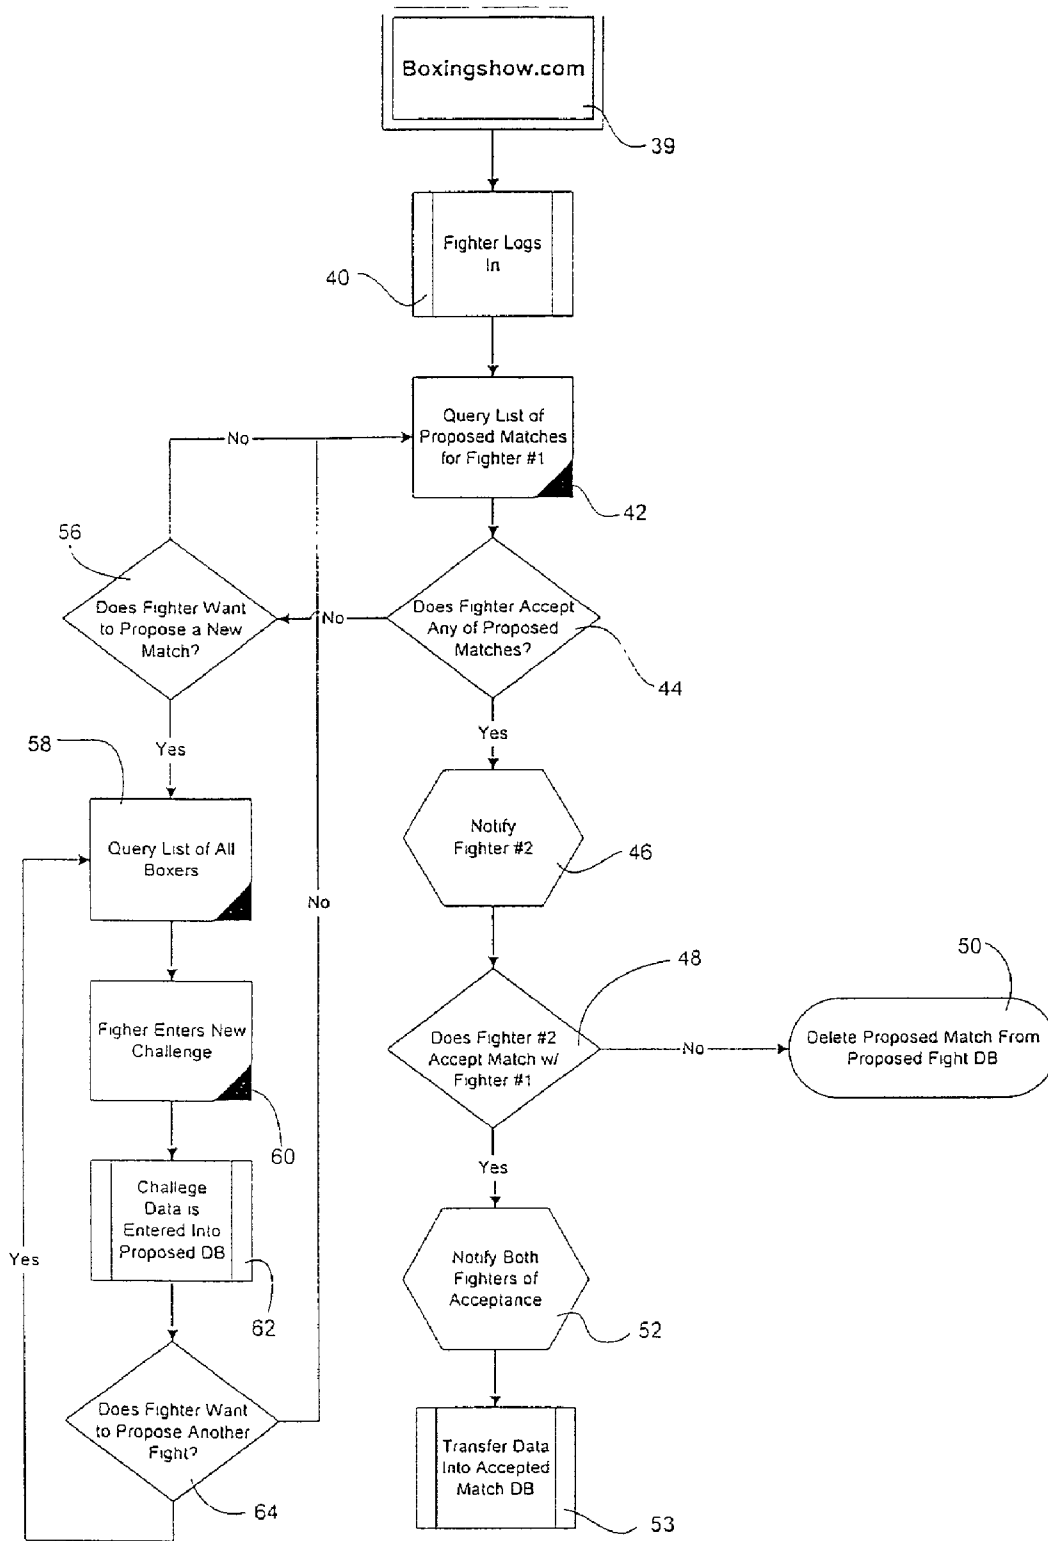 Boxingshow.com
39
Fighter Logs
In
40
Query List of
Proposed Matches
for Fighter #1
42
No
56
Does Fighter Want
to Propose a New
Match?
No
Does Fighter Accept
Any of Proposed
Matches?
44
Yes
Yes
58
Query List of All
Boxers
Notify
Fighter #2
46
No
48
50
Figher Enters New
Challenge
60
Does Fighter #2
Accept Match w/
Fighter #1
No
Delete Proposed Match From
Proposed Fight DB
Yes
Challege
Data is
Entered Into
Proposed DB
62
Yes
Notify Both
Fighters of
Acceptance
52
Does Fighter Want
to Propose Another
Fight?
64
Transfer Data
Into Accepted
Match DB
53